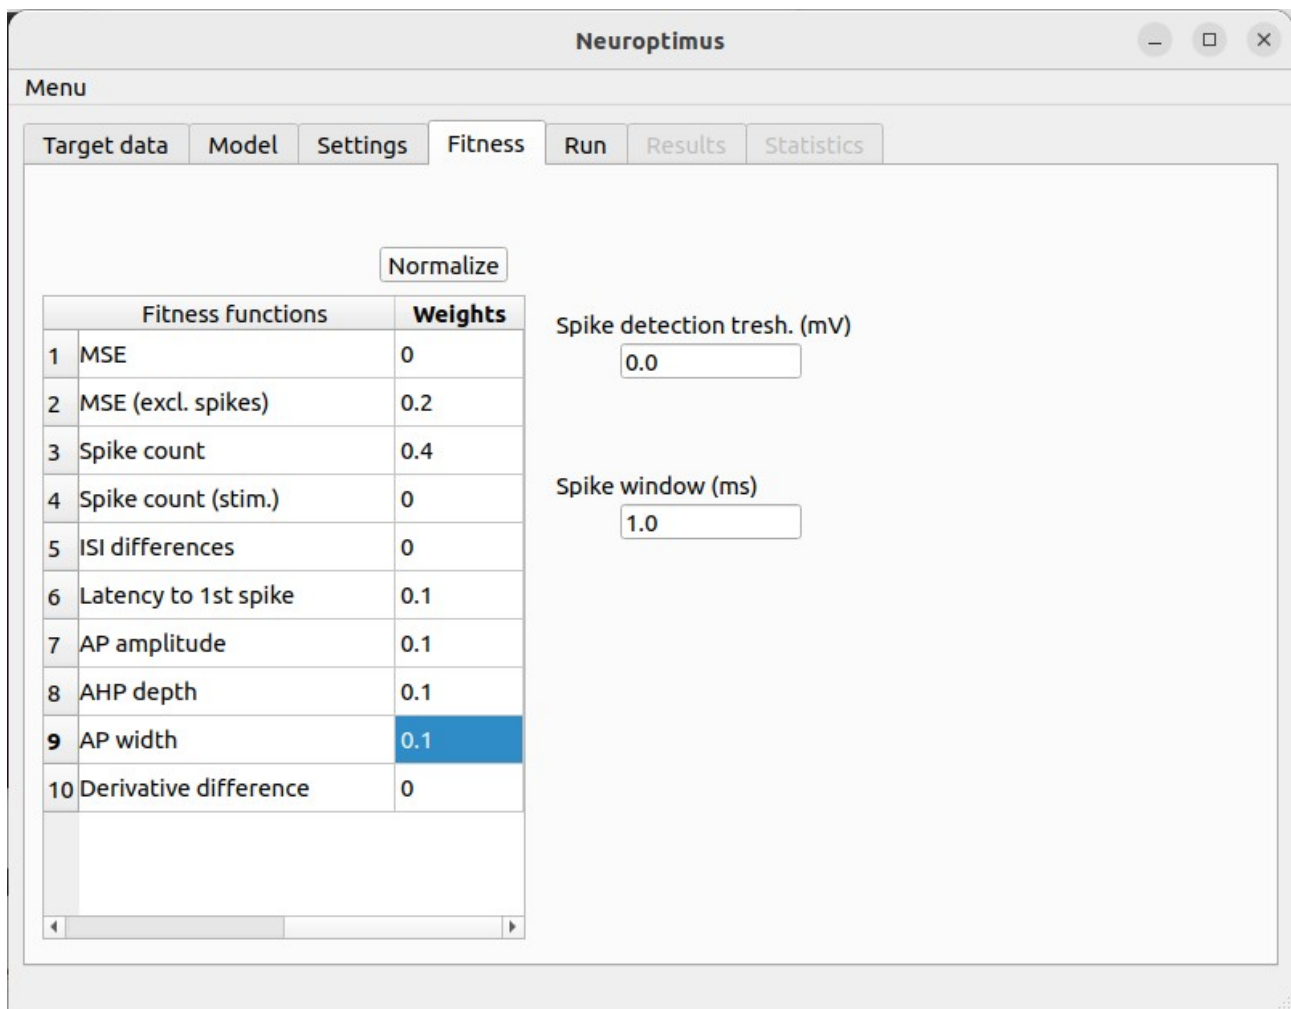 Neuroptimus
Menu
Target data Model Settings Fitness Run Results Statistics
Normalize
Fitness functions Weights
1 MSE 0
2 MSE (excl. spikes) 0.2
3 Spike count 0.4
4 Spike count (stim.) 0
5 ISI differences 0
6 Latency to 1st spike 0.1
7 AP amplitude 0.1
8 AHP depth 0.1
9 AP width 0.1
10 Derivative difference 0
Spike detection tresh. (mV)
0.0
Spike window (ms)
1.0